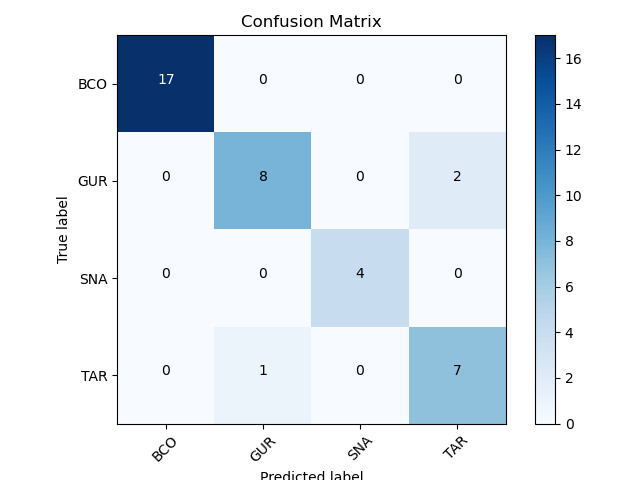 Confusion Matrix
True label
BCO 17 0 0 0
GUR 0 8 0 2
SNA 0 0 4 0
TAR 0 1 0 7
BCO GUR SNA TAR
Predicted label
16
14
12
10
8
6
4
2
0